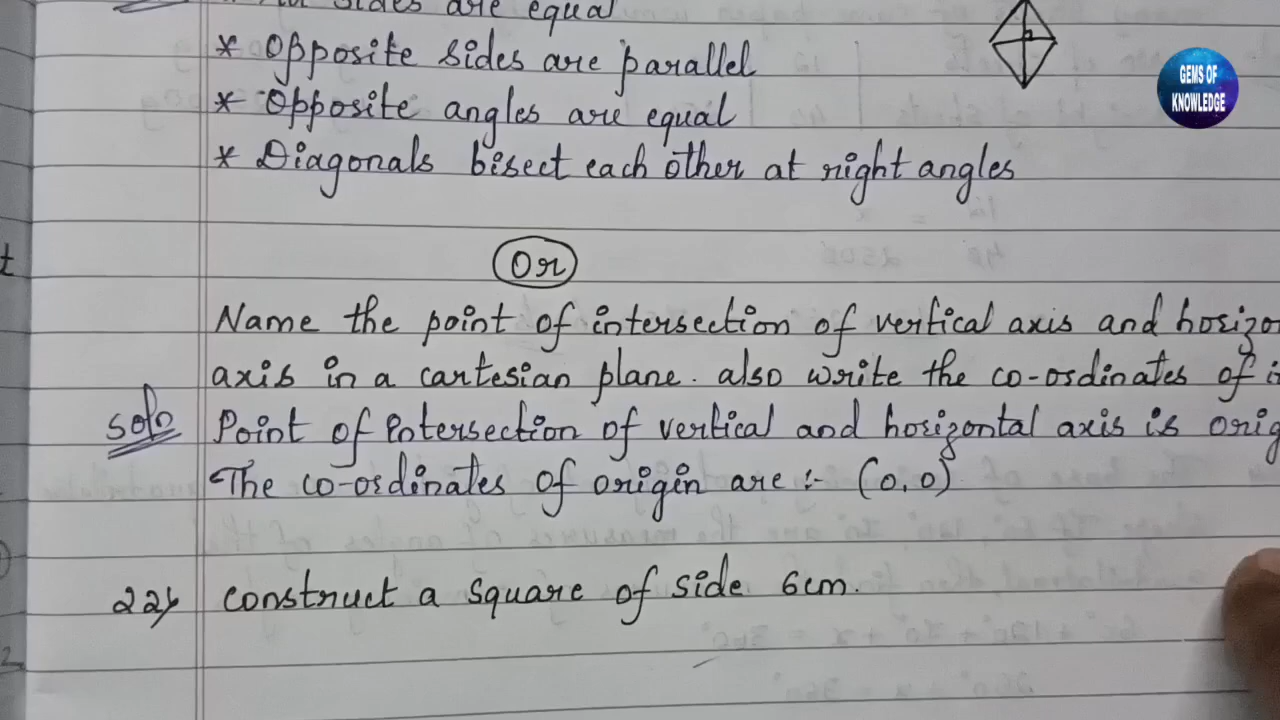 sides are equal
* Opposite sides are parallel
* Opposite angles are equal
* Diagonals bisect each other at right angles
GEMS OF
KNOWLEDGE
Or
Name the point of intersection of vertical axis and horizo
axis in a cartesian plane. also write the co-ordinates of i
Soln Point of intersection of vertical and horizontal axis is orig
The co-ordinates of origin are :- (0,0)
22) construct a square of side 6cm.